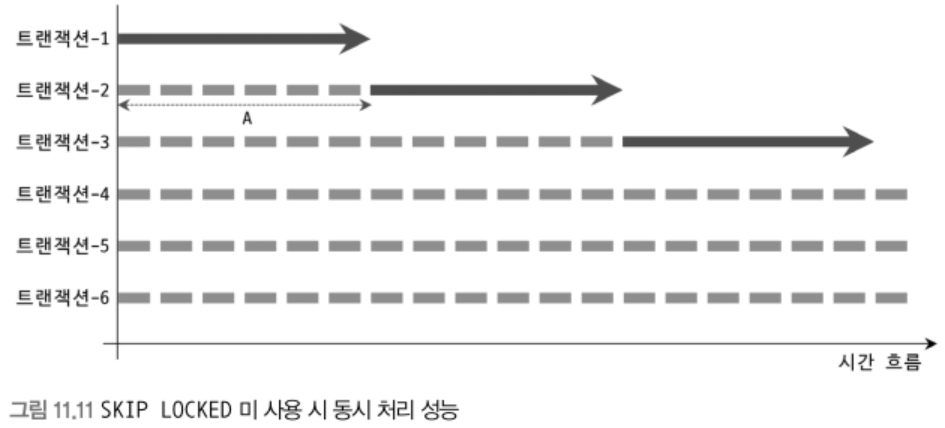 트랜잭션-1
트랜잭션-2
A
트랜잭션-3
트랜잭션-4
트랜잭션-5
트랜잭션-6
시간 흐름
그림 11.11 SKIP LOCKED 미 사용 시 동시 처리 성능